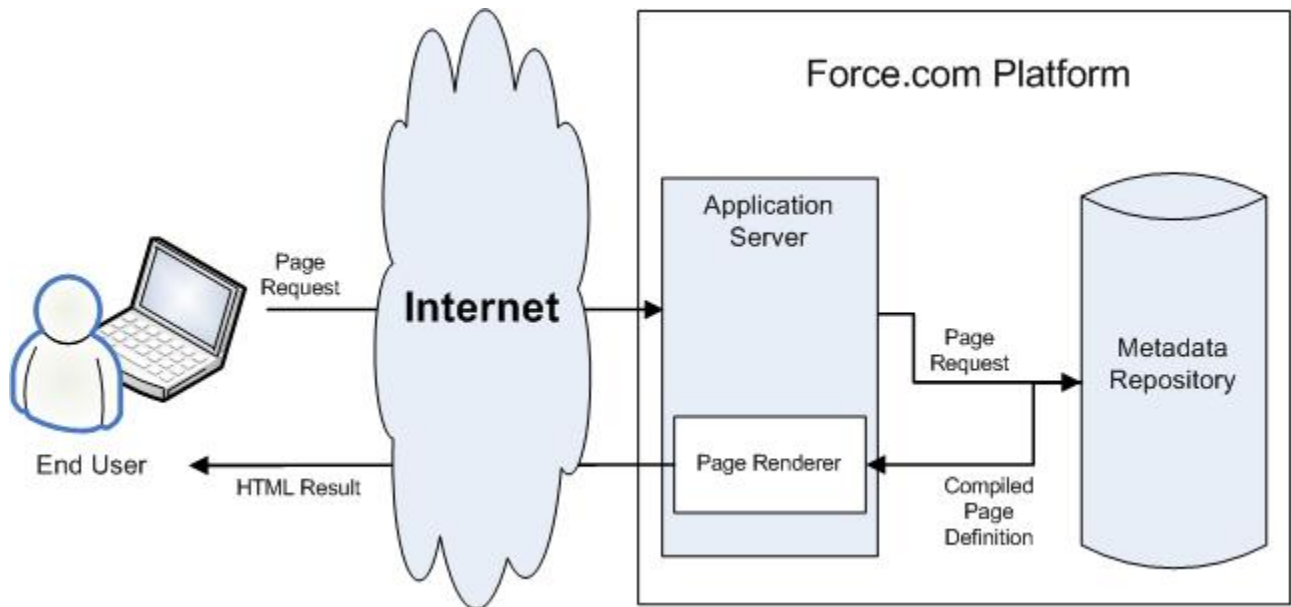 Force.com Platform
Application
Server
Page
Request
Internet
Page
Request
Metadata
Repository
Page Renderer
End User
HTML Result
Compiled
Page
Definition